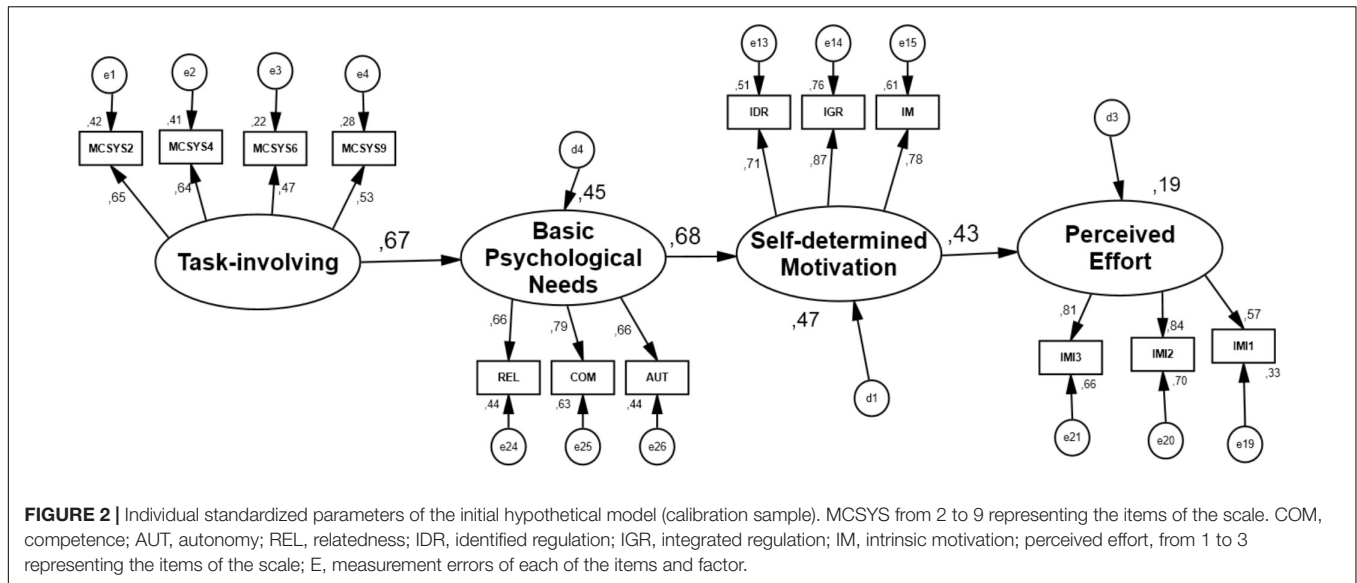 e1
e2
e3
e4
,42
,41
,22
,28
MCSYS2
MCSYS4
MCSYS6
MCSYS9
,65
,64
,47
,53
Task-involving
,67
d4
,45
Basic
Psychological
Needs
,66
,79
,66
REL
COM
AUT
,44
,63
,44
e24
e25
e26
,68
e13
e14
e15
,51
,76
,61
IDR
IGR
IM
,71
,87
,78
Self-determined
Motivation
,47
d1
,43
d3
,19
Perceived
Effort
,81
,84
,57
IMI3
IMI2
IMI1
,66
,70
,33
e21
e20
e19
FIGURE 2 | Individual standardized parameters of the initial hypothetical model (calibration sample). MCSYS from 2 to 9 representing the items of the scale. COM,
competence; AUT, autonomy; REL, relatedness; IDR, identified regulation; IGR, integrated regulation; IM, intrinsic motivation; perceived effort, from 1 to 3
representing the items of the scale; E, measurement errors of each of the items and factor.